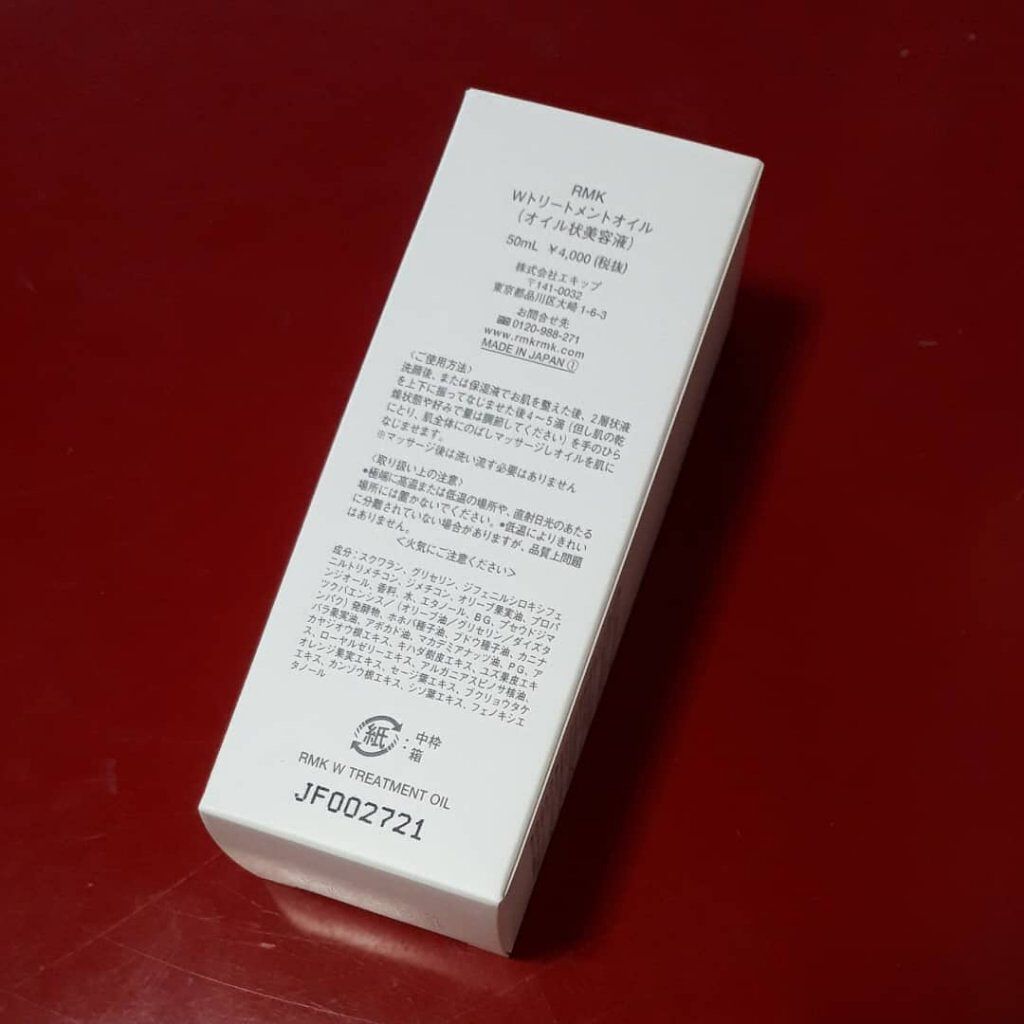 RMK
Wトリートメントオイル
(オイル状美容液)
50mL ￥4,000 (税抜)
株式会社エキップ
〒141-0032
東京都品川区大崎 1-6-3
お問合せ先
0120-988-271
www.rmkrmk.com
MADE IN JAPAN ①
〈ご使用方法〉
洗顔後、または保湿液でお肌を整えた後、2層状液
を上下に振ってなじませた後4〜5滴 (但し肌の乾
燥状態や好みで量は調節してください) を手のひら
にとり、肌全体にのばしマッサージしオイルを肌に
なじませます。
※マッサージ後は洗い流す必要はありません
〈取り扱い上の注意〉
●極端に高温または低温の場所や、直射日光のあたる
場所には置かないでください。●低温によりきれい
に分離されていない場合がありますが、品質上問題
はありません。
＜火気にご注意ください＞
成分：スクワラン、グリセリン、ジフェニルシロキシフェ
ニルトリメチコン、ジメチコン、オリーブ果実油、プロパ
ンジオール、香料、水、エタノール、BG、プセウドジマ
ツクバエンシス/ (オリーブ油/グリセリン/ダイズタ
ンパク) 発酵物、ホホバ種子油、ブドウ種子油、カニナ
バラ果実油、アボカド油、マカデミアナッツ油、PG、ア
カヤジオウ根エキス、キハダ樹皮エキス、ユズ果皮エキ
ス、ローヤルゼリーエキス、アルガニアスピノサ核油、
オレンジ果実エキス、セージ葉エキス、ブクリョウタケ
エキス、カンゾウ根エキス、シソ葉エキス、フェノキシエ
タノール
紙：中枠
：箱
RMK W TREATMENT OIL
JF002721